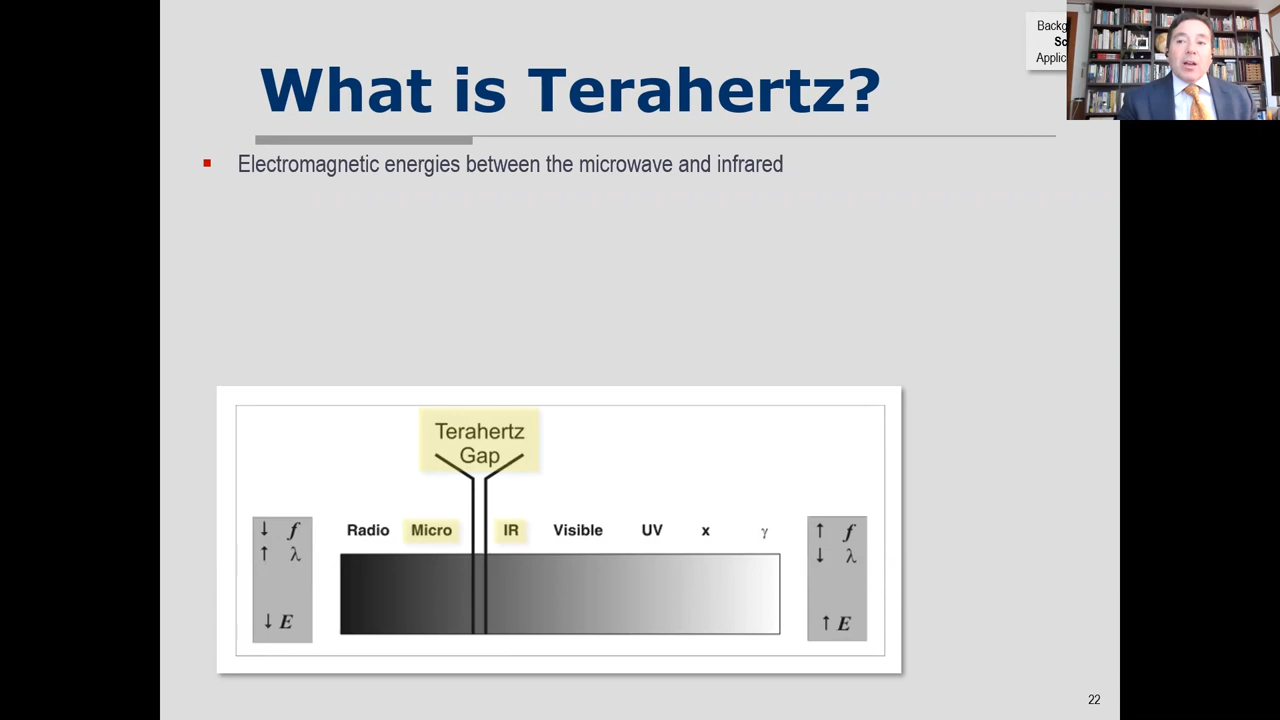 What is Terahertz?
Electromagnetic energies between the microwave and infrared
Terahertz
Gap
Radio Micro IR Visible UV x γ
↓ f
↑ λ
↓ E
↑ f
↓ λ
↑ E
22